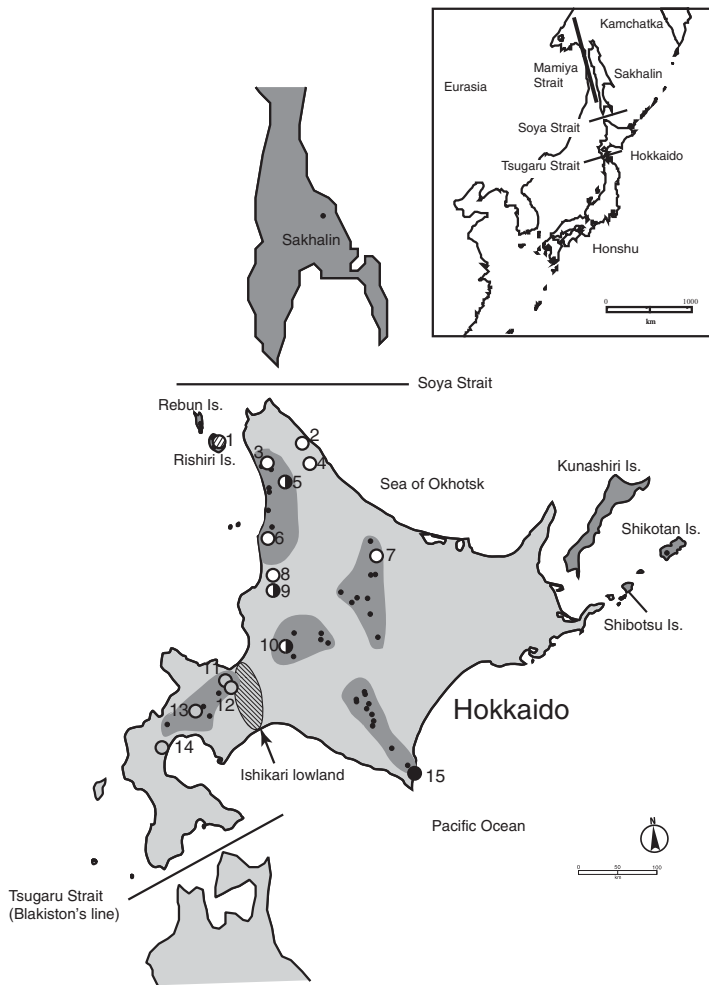 Kamchatka
Mamiya
Strait
Sakhalin
Eurasia
Soya Strait
Tsugaru Strait
Hokkaido
Honshu
0 1000
km
Sakhalin
Soya Strait
Rebun Is.
1
2
Rishiri Is.
3
4
5
Sea of Okhotsk
Kunashiri Is.
Shikotan Is.
6
7
8
9
Shibotsu Is.
10
11
12
13
Hokkaido
14
Ishikari lowland
15
Pacific Ocean
N
0 50 100
km
Tsugaru Strait
(Blakiston's line)